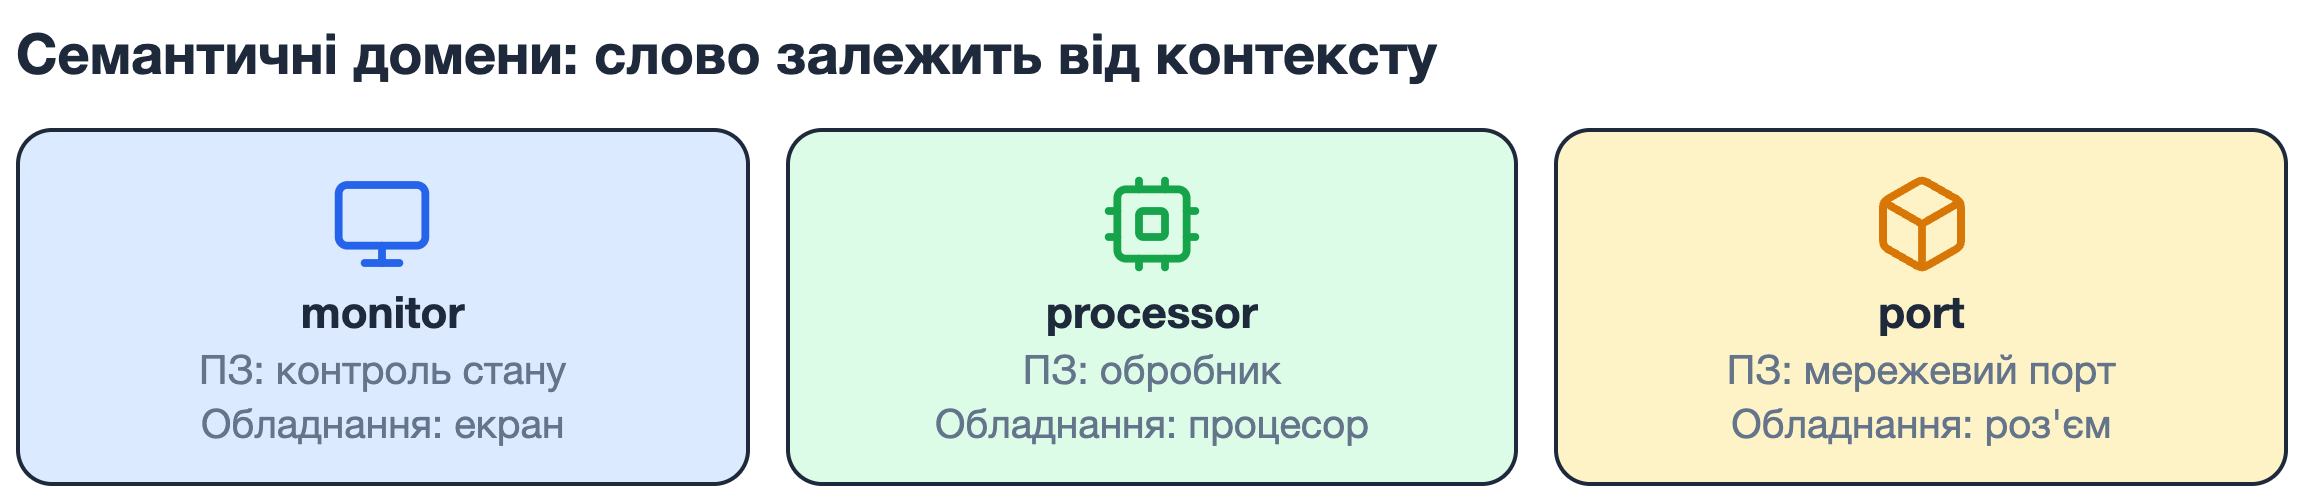 Семантичні домени: слово залежить від контексту
monitor
ПЗ: контроль стану
Обладнання: екран
processor
ПЗ: обробник
Обладнання: процесор
port
ПЗ: мережевий порт
Обладнання: роз'єм